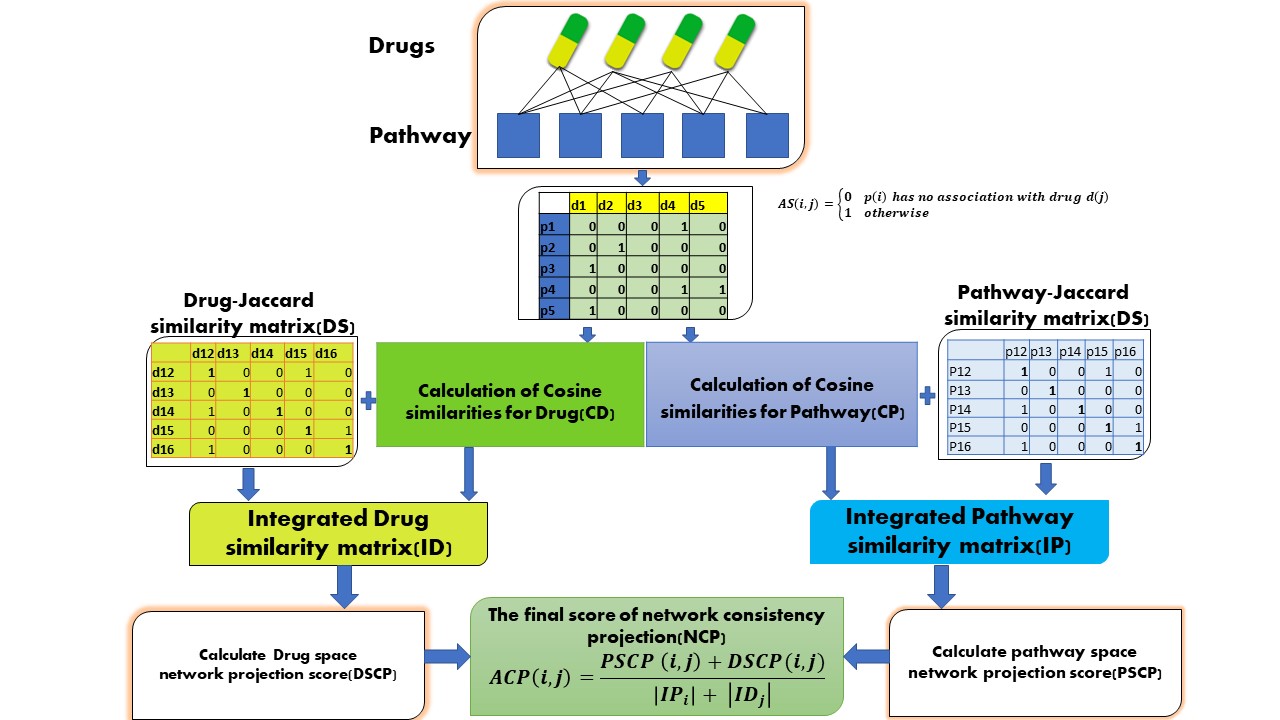 Drugs
Pathway
d1 d2 d3 d4 d5
p1 0 0 0 1 0
p2 0 1 0 0 0
p3 1 0 0 0 0
p4 0 0 0 1 1
p5 1 0 0 0 0
AS(i,j) = {0 p(i) has no association with drug d(j)
1 otherwise
Drug-Jaccard
similarity matrix(DS)
d12 d13 d14 d15 d16
d12 1 0 0 1 0
d13 0 1 0 0 0
d14 1 0 1 0 0
d15 0 0 0 1 1
d16 1 0 0 0 1
+
Calculation of Cosine
similarities for Drug(CD)
Calculation of Cosine
similarities for Pathway(CP)
+
Pathway-Jaccard
similarity matrix(DS)
p12 p13 p14 p15 p16
P12 1 0 0 1 0
P13 0 1 0 0 0
P14 1 0 1 0 0
P15 0 0 0 1 1
P16 1 0 0 0 1
Integrated Drug
similarity matrix(ID)
Integrated Pathway
similarity matrix(IP)
Calculate Drug space
network projection score(DSCP)
The final score of network consistency
projection(NCP)
ACP(i,j) = PSCP (i,j) + DSCP(i,j)
|IPi| + |IDj|
Calculate pathway space
network projection score(PSCP)